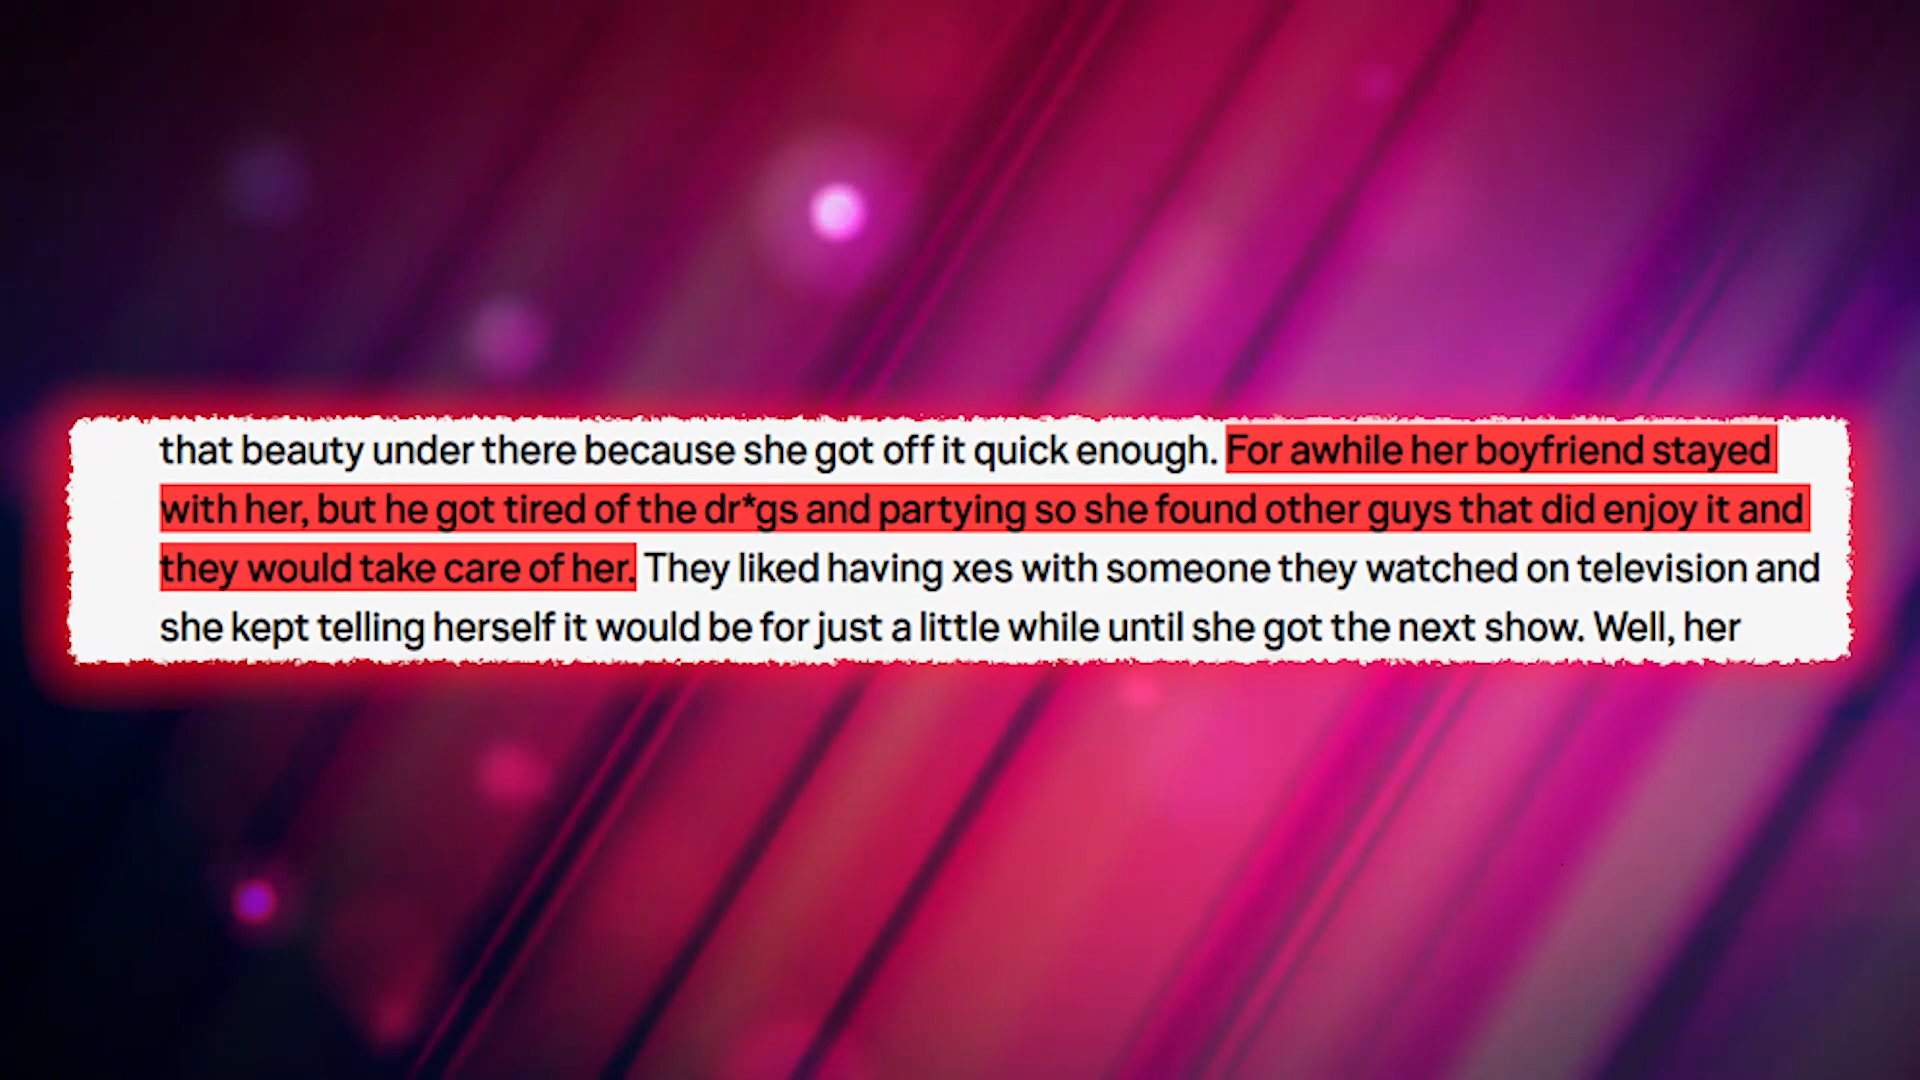 that beauty under there because she got off it quick enough. For awhile her boyfriend stayed
with her, but he got tired of the dr*gs and partying so she found other guys that did enjoy it and
they would take care of her. They liked having xes with someone they watched on television and
she kept telling herself it would be for just a little while until she got the next show. Well, her